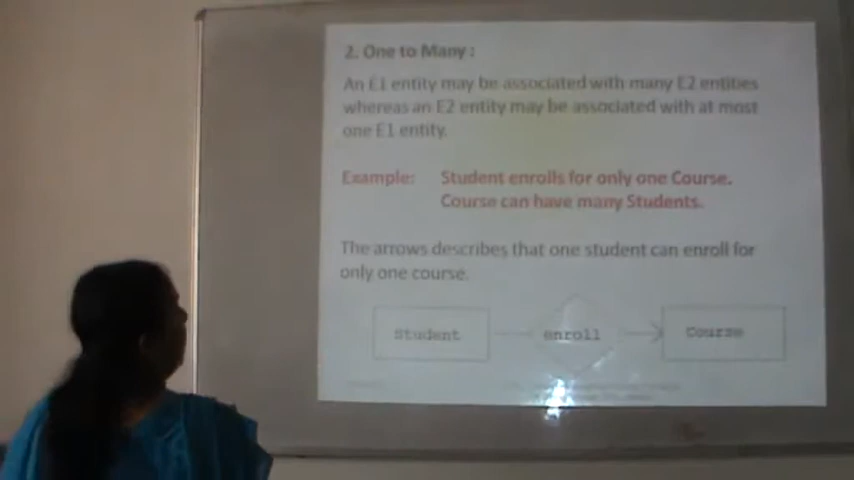 2. One to Many :
An E1 entity may be associated with many E2 entities
whereas an E2 entity may be associated with at most
one E1 entity.
Example: Student enrolls for only one Course.
Course can have many Students.
The arrows describes that one student can enroll for
only one course.
Student enroll Course